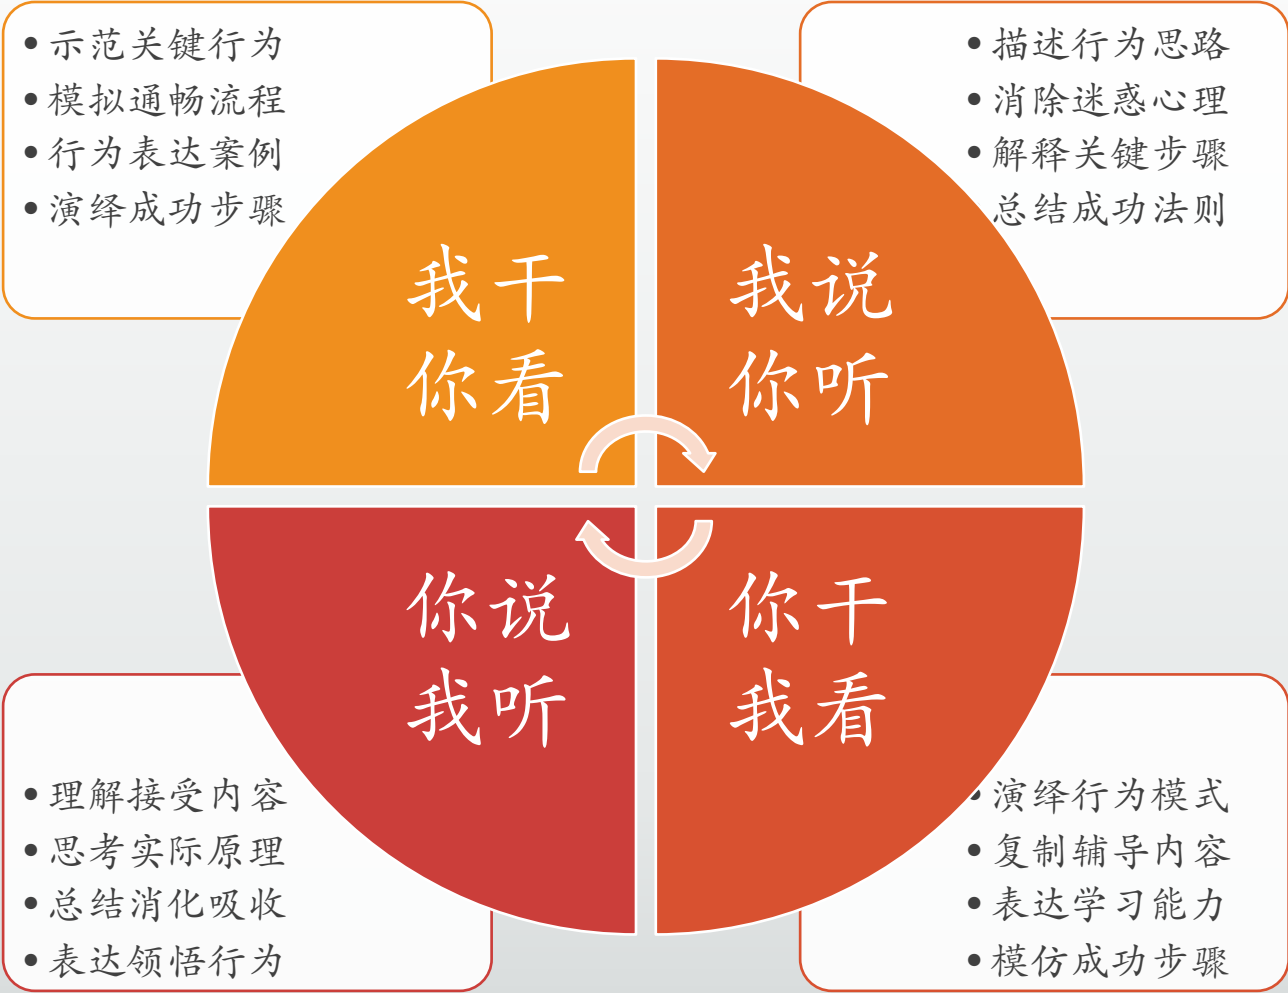 • 示范关键行为
• 模拟通畅流程
• 行为表达案例
• 演绎成功步骤
我干
你看
• 描述行为思路
• 消除迷惑心理
• 解释关键步骤
总结成功法则
我说
你听
你说
我听
• 理解接受内容
• 思考实际原理
• 总结消化吸收
• 表达领悟行为
你干
我看
• 演绎行为模式
• 复制辅导内容
• 表达学习能力
• 模仿成功步骤